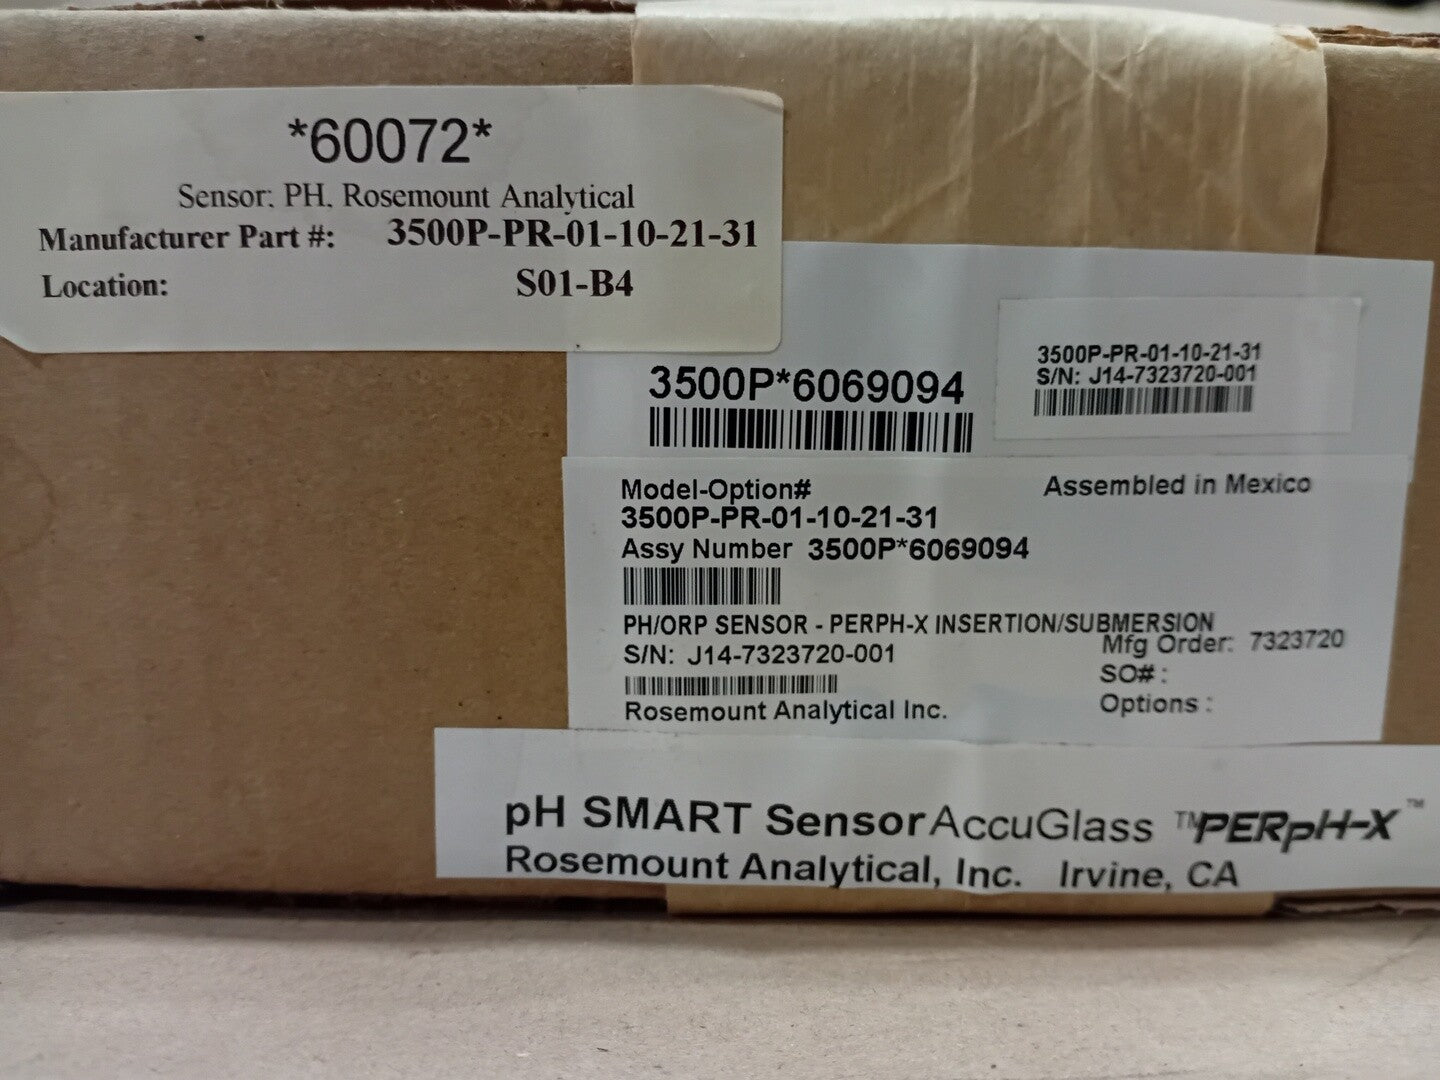 *60072*
Sensor: PH, Rosemount Analytical
Manufacturer Part #: 3500P-PR-01-10-21-31
Location: S01-B4
3500P*6069094
3500P-PR-01-10-21-31
S/N: J14-7323720-001
Model-Option#
Assembled in Mexico
3500P-PR-01-10-21-31
Assy Number 3500P*6069094
PH/ORP SENSOR - PERPH-X INSERTION/SUBMERSION
Mfg Order: 7323720
S/N: J14-7323720-001
SO# :
Options :
Rosemount Analytical Inc.
pH SMART Sensor AccuGlass ™ PERpH-X ™
Rosemount Analytical, Inc. Irvine, CA